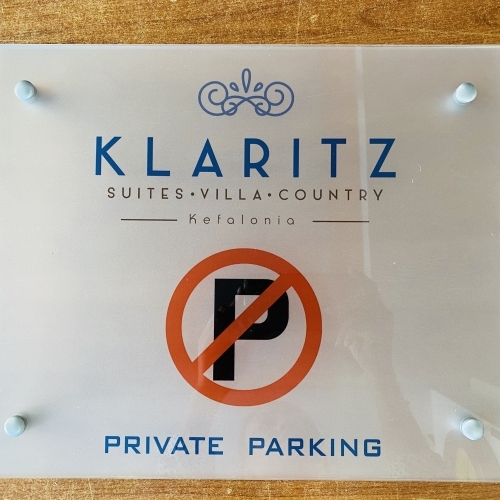 KLARITZ
SUITES•VILLA•COUNTRY
Kefalonia
P
PRIVATE PARKING